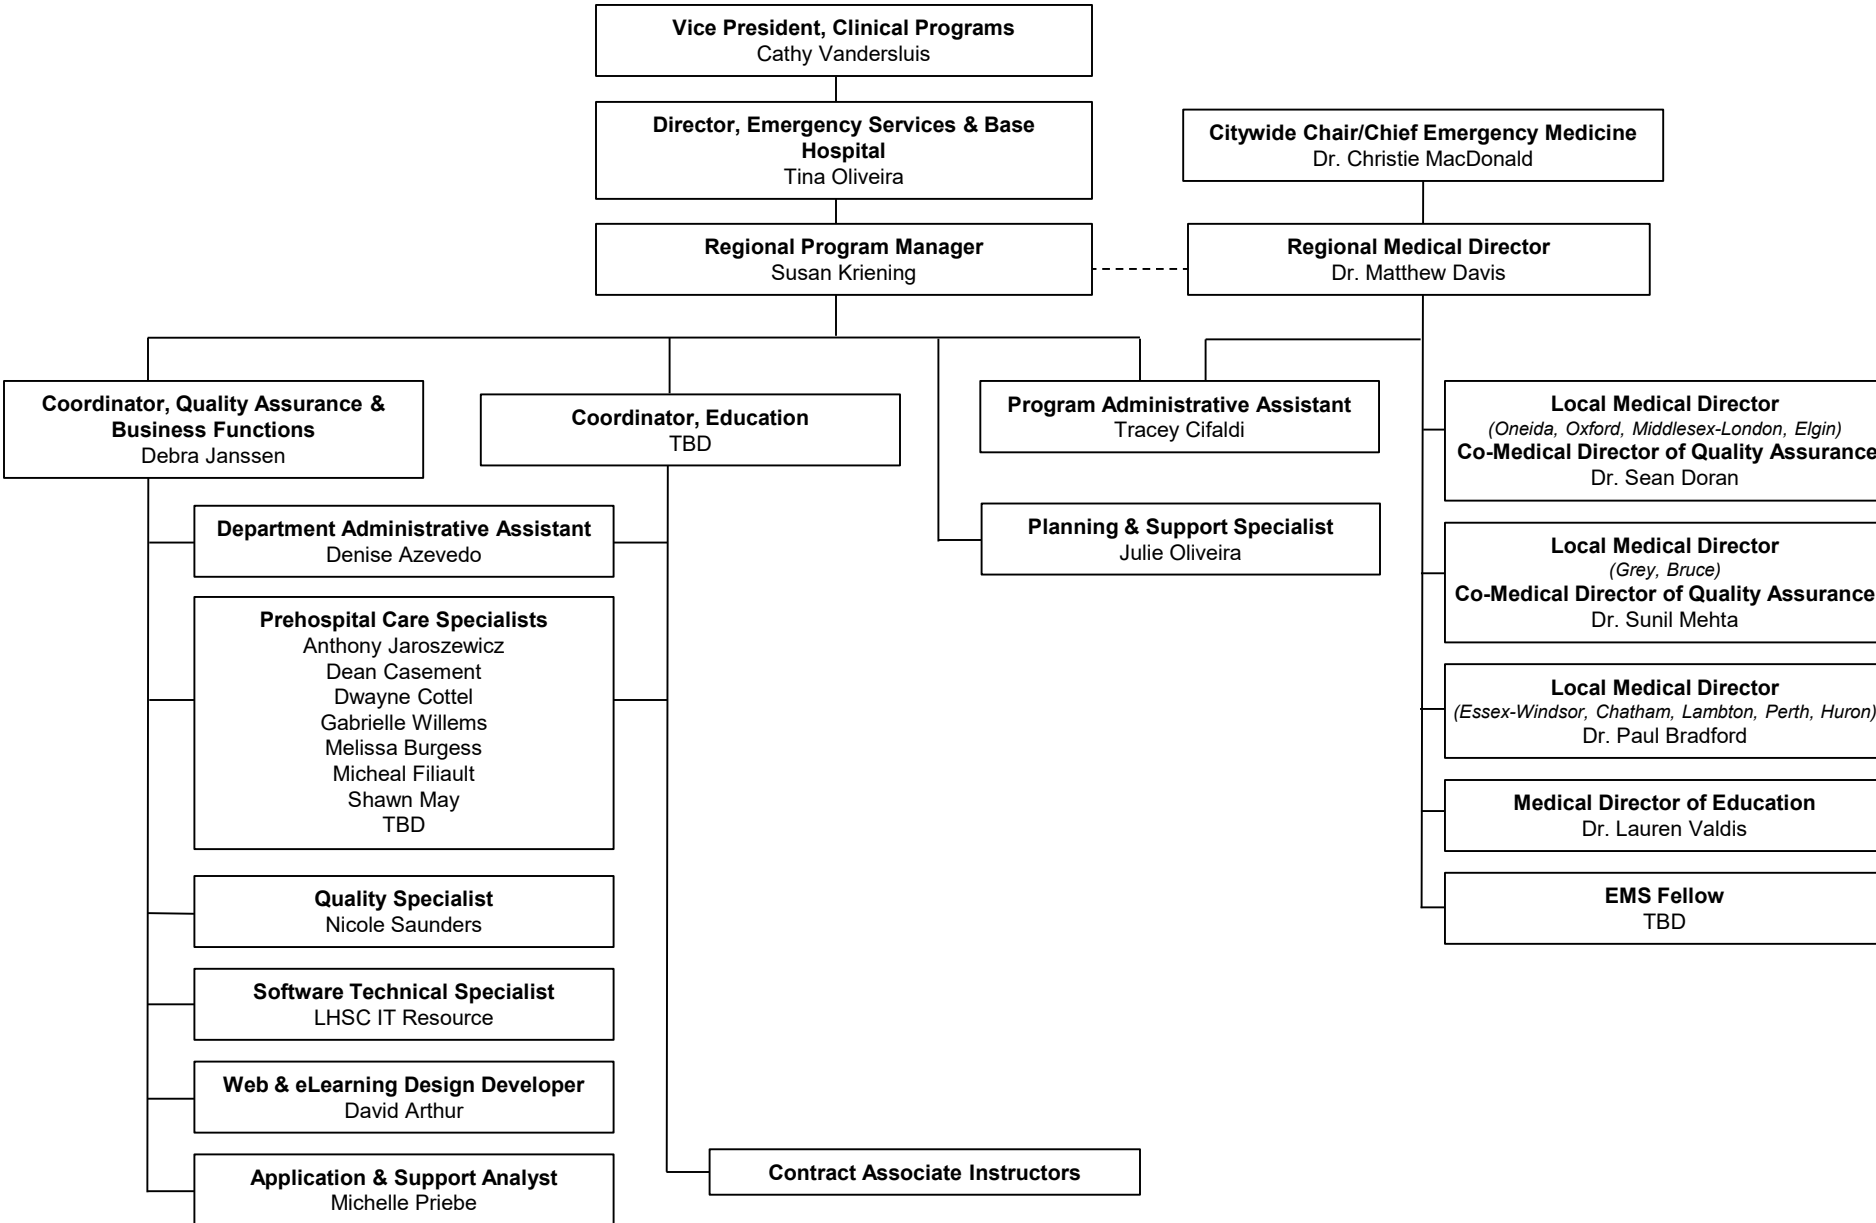 Vice President, Clinical Programs
Cathy Vandersluis
Director, Emergency Services & Base
Hospital
Tina Oliveira
Citywide Chair/Chief Emergency Medicine
Dr. Christie MacDonald
Regional Program Manager
Susan Kriening
Regional Medical Director
Dr. Matthew Davis
Coordinator, Quality Assurance &
Business Functions
Debra Janssen
Coordinator, Education
TBD
Program Administrative Assistant
Tracey Cifaldi
Planning & Support Specialist
Julie Oliveira
Department Administrative Assistant
Denise Azevedo
Prehospital Care Specialists
Anthony Jaroszewicz
Dean Casement
Dwayne Cottel
Gabrielle Willems
Melissa Burgess
Micheal Filiault
Shawn May
TBD
Quality Specialist
Nicole Saunders
Software Technical Specialist
LHSC IT Resource
Web & eLearning Design Developer
David Arthur
Application & Support Analyst
Michelle Priebe
Contract Associate Instructors
Local Medical Director
(Oneida, Oxford, Middlesex-London, Elgin)
Co-Medical Director of Quality Assurance
Dr. Sean Doran
Local Medical Director
(Grey, Bruce)
Co-Medical Director of Quality Assurance
Dr. Sunil Mehta
Local Medical Director
(Essex-Windsor, Chatham, Lambton, Perth, Huron)
Dr. Paul Bradford
Medical Director of Education
Dr. Lauren Valdis
EMS Fellow
TBD